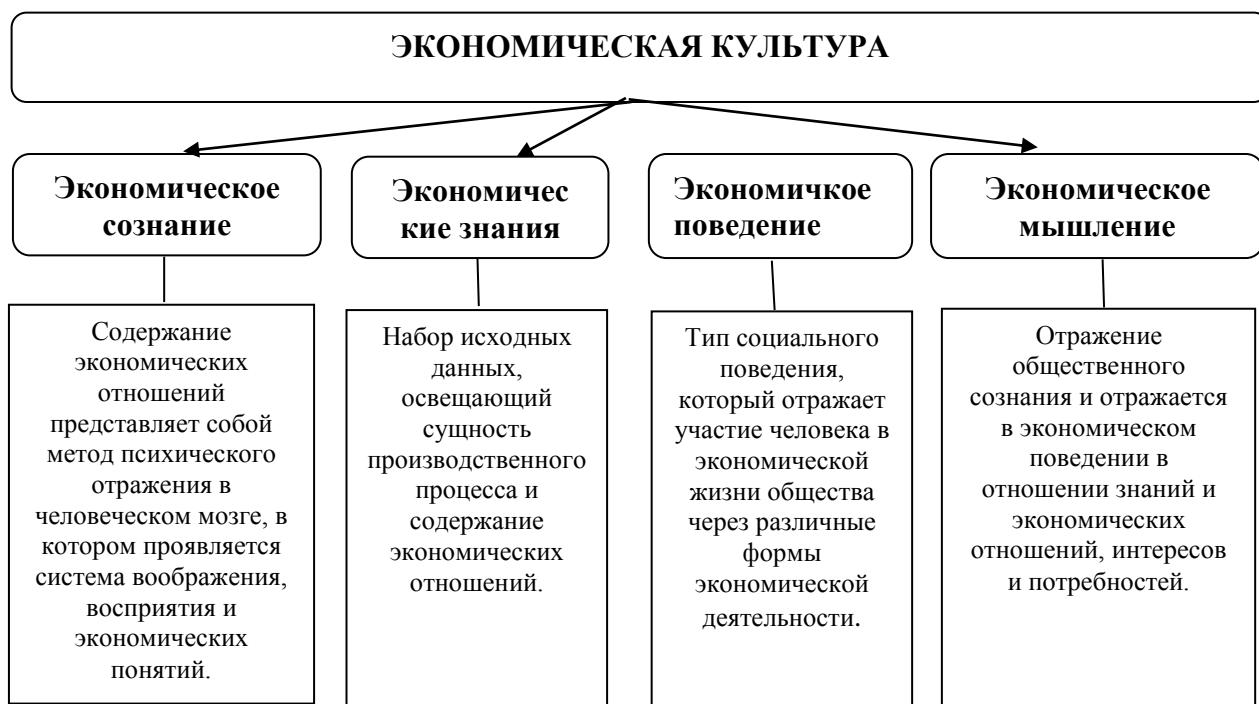 ЭКОНОМИЧЕСКАЯ КУЛЬТУРА
Экономическое
сознание
Экономичес
кие знания
Экономичкое
поведение
Экономическое
мышление
Содержание
экономических
отношений
представляет собой
метод психического
отражения в
человеческом мозге, в
котором проявляется
система воображения,
восприятия и
экономических
понятий.
Набор исходных
данных,
освещающий
сущность
производственного
процесса и
содержание
экономических
отношений.
Тип социального
поведения,
который отражает
участие человека в
экономической
жизни общества
через различные
формы
экономической
деятельности.
Отражение
общественного
сознания и отражается
в экономическом
поведении в
отношении знаний и
экономических
отношений, интересов
и потребностей.